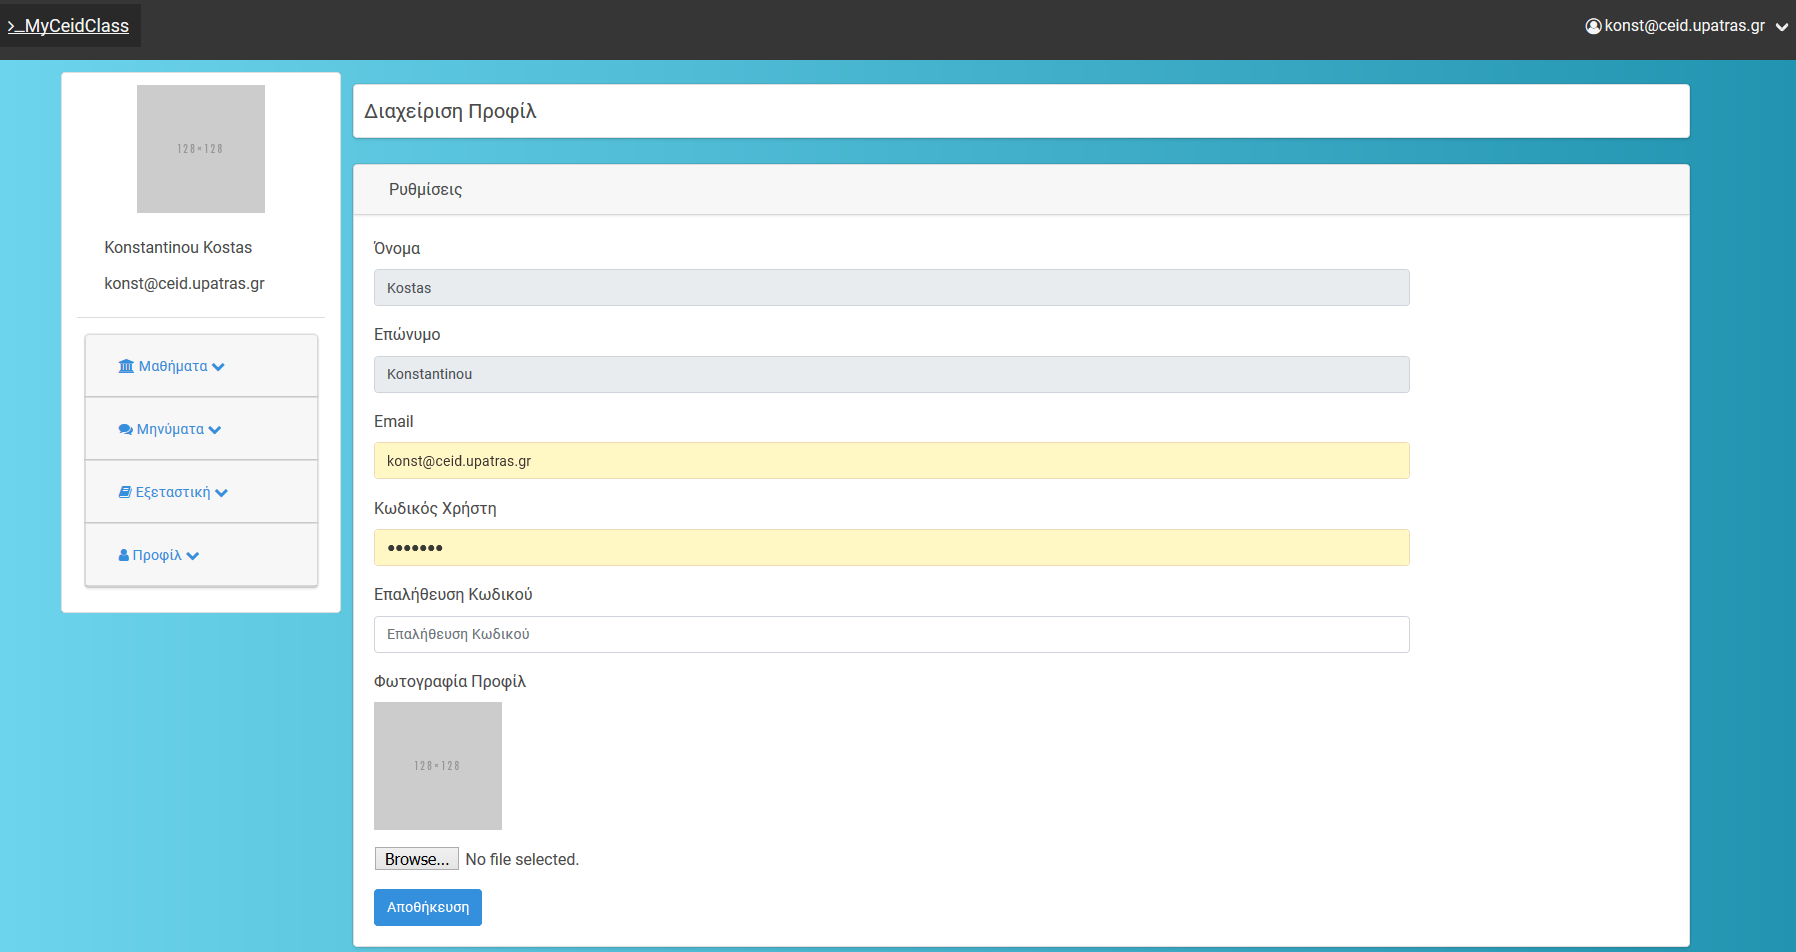 >_MyCeidClass
konst@ceid.upatras.gr
128×128
Konstantinou Kostas
konst@ceid.upatras.gr
Μαθήματα
Μηνύματα
Εξεταστική
Προφίλ
Διαχείριση Προφίλ
Ρυθμίσεις
Όνομα
Kostas
Επώνυμο
Konstantinou
Email
konst@ceid.upatras.gr
Κωδικός Χρήστη
●●●●●●●
Επαλήθευση Κωδικού
Επαλήθευση Κωδικού
Φωτογραφία Προφίλ
128×128
Browse... No file selected.
Αποθήκευση